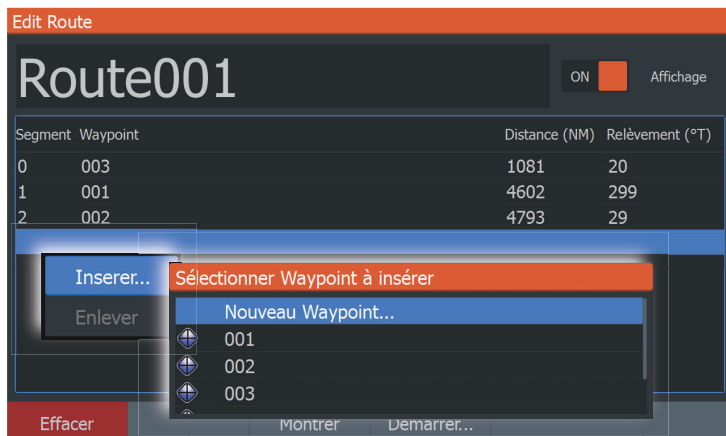 Edit Route
Route001
ON Affichage
Segment Waypoint Distance (NM) Relèvement (°T)
0 003 1081 20
1 001 4602 299
2 002 4793 29
Inserer...
Enlever
Sélectionner Waypoint à insérer
Nouveau Waypoint...
001
002
003
Effacer Montrer Démarrer...